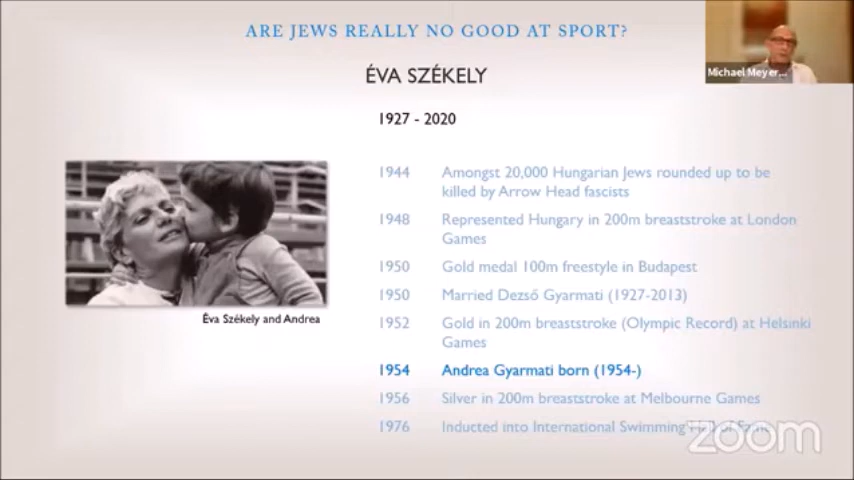 ARE JEWS REALLY NO GOOD AT SPORT?
Michael Meyer...
ÉVA SZÉKELY
1927 - 2020
1944 Amongst 20,000 Hungarian Jews rounded up to be
killed by Arrow Head fascists
1948 Represented Hungary in 200m breaststroke at London
Games
1950 Gold medal 100m freestyle in Budapest
1950 Married Dezső Gyarmati (1927-2013)
1952 Gold in 200m breaststroke (Olympic Record) at Helsinki
Games
1954 Andrea Gyarmati born (1954-)
1956 Silver in 200m breaststroke at Melbourne Games
1976 Inducted into International Swimming Hall of Fame
Éva Székely and Andrea
zoom